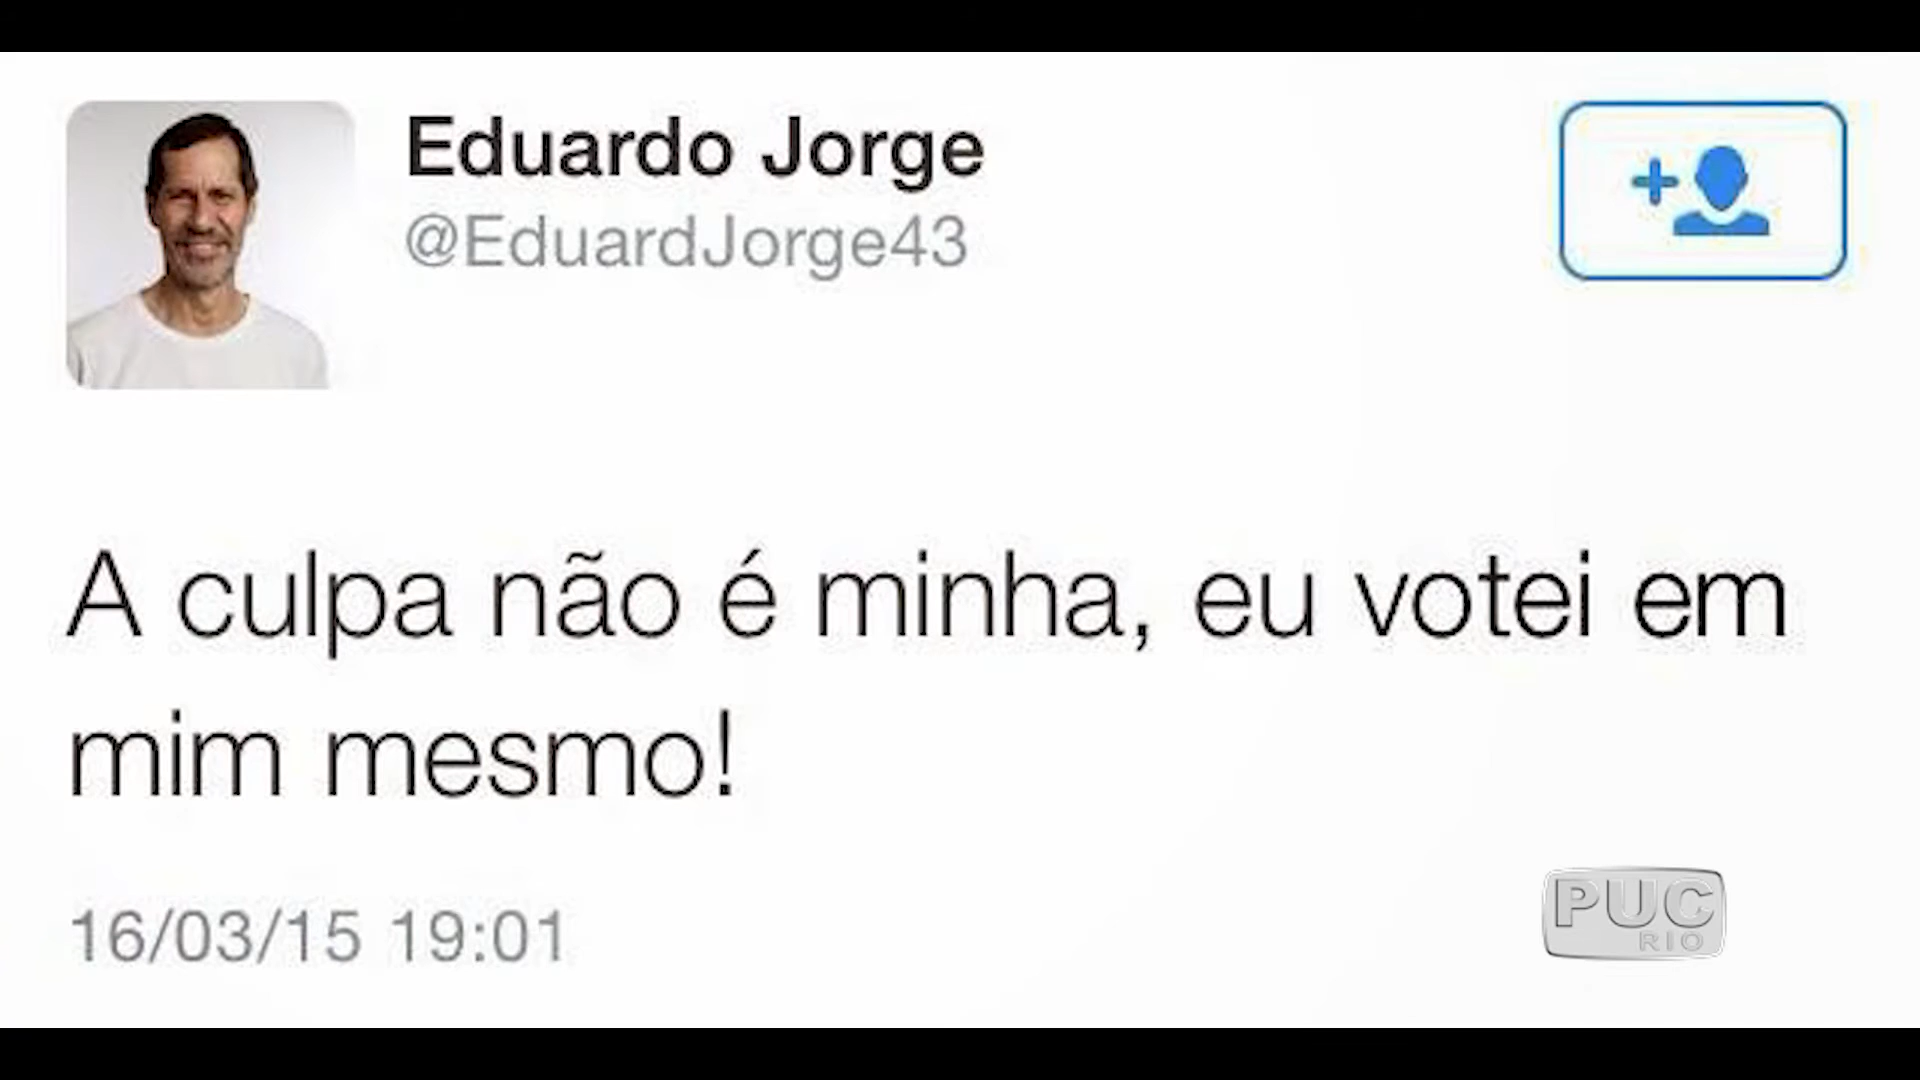 Eduardo Jorge
@EduardJorge43
A culpa não é minha, eu votei em
mim mesmo!
16/03/15 19:01
PUC
RIO